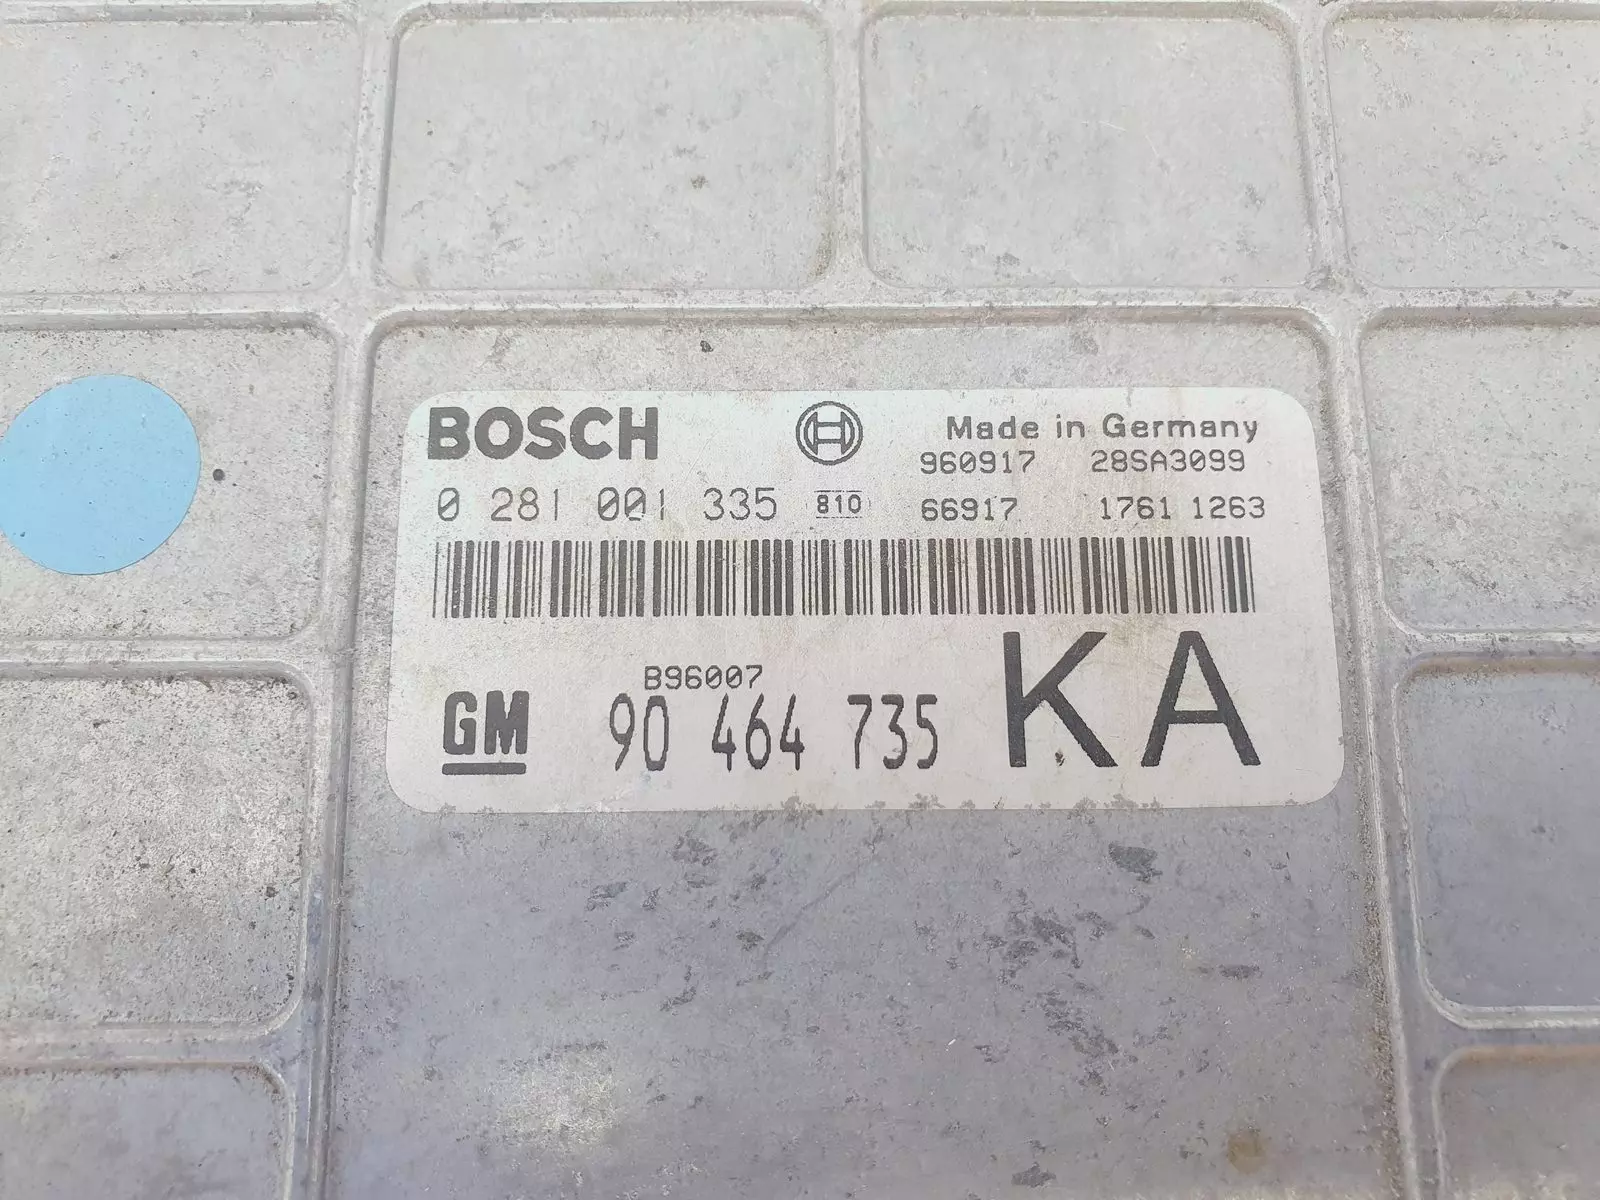 BOSCH Made in Germany
960917 28SA3099
0 281 001 335 810 66917 1761 1263
B96007
GM 90 464 735 KA